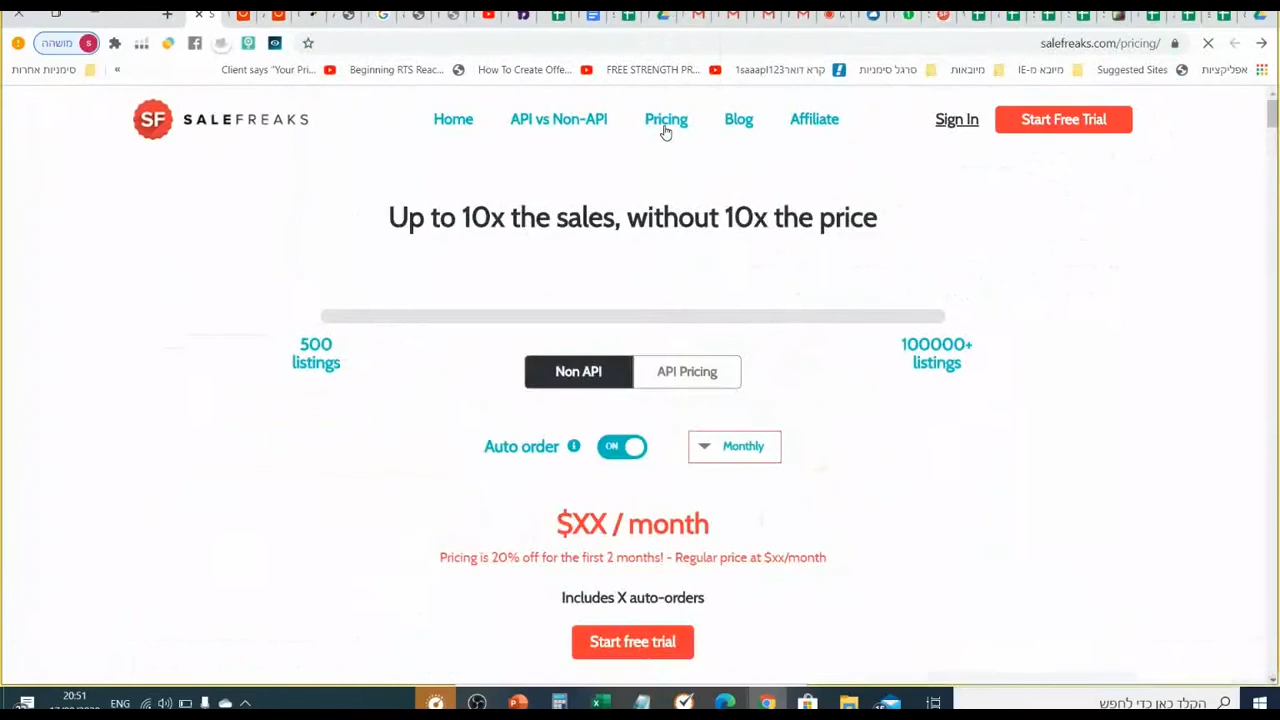 S
מושהה
s
salefreaks.com/pricing/
סימניות אחרות
«
Client says "Your Pri...
Beginning RTS Reac...
How To Create Offe...
FREE STRENGTH PR...
קרא דואר1saaapl123
סרגל סימניות
מיובאות
מיובא מ-IE
Suggested Sites
אפליקציות
SF SALEFREAKS
Home
API vs Non-API
Pricing
Blog
Affiliate
Sign In
Start Free Trial
Up to 10x the sales, without 10x the price
500
listings
100000+
listings
Non API
API Pricing
Auto order
ON
Monthly
$XX / month
Pricing is 20% off for the first 2 months! - Regular price at $xx/month
Includes X auto-orders
Start free trial
20:51
ENG
הקלד כאן כדי לחפש